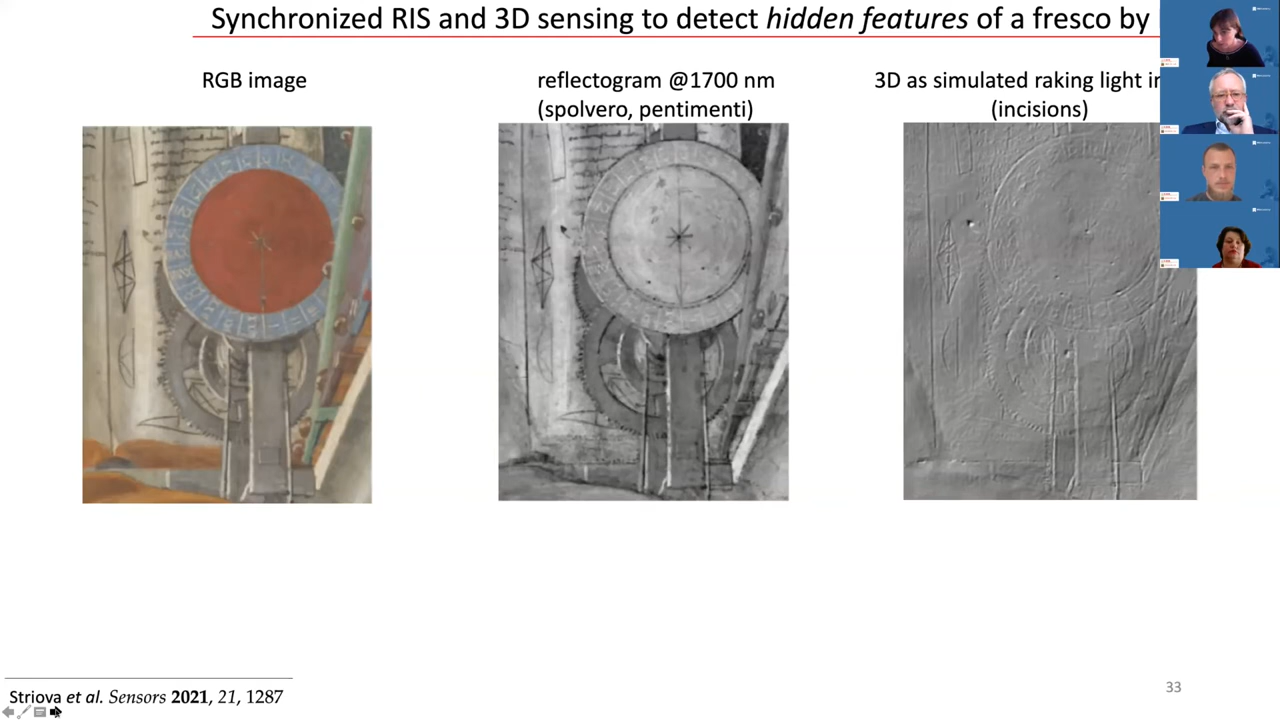 Synchronized RIS and 3D sensing to detect hidden features of a fresco by
RGB image
reflectogram @1700 nm
(spolvero, pentimenti)
3D as simulated raking light
(incisions)
Striova et al. Sensors 2021, 21, 1287
33